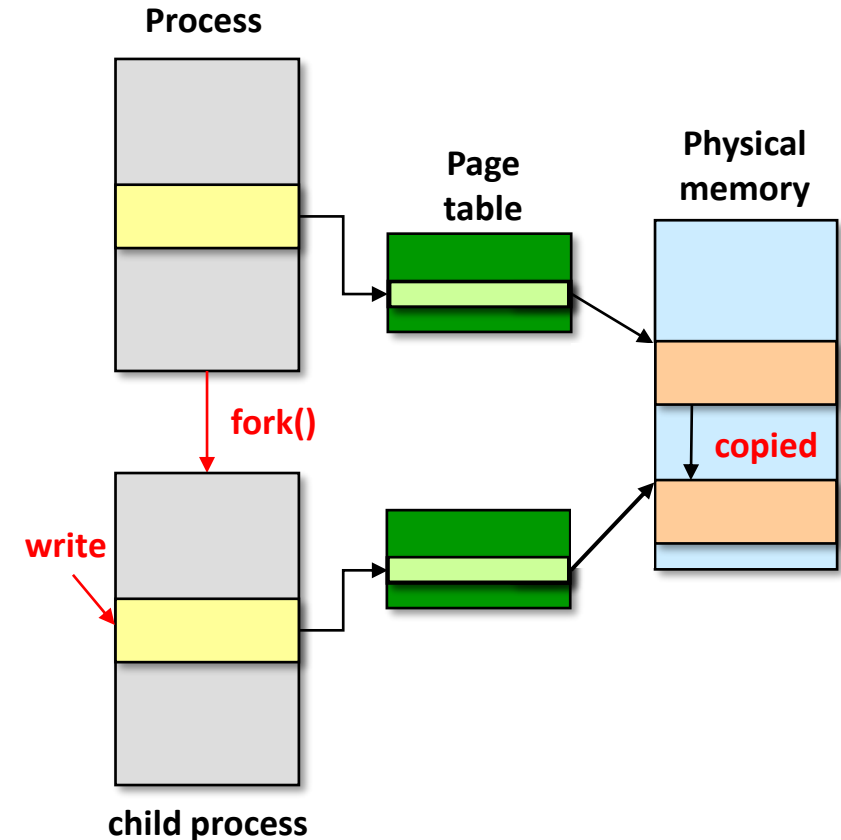 Process
Page
table
Physical
memory
fork()
copied
write
child process